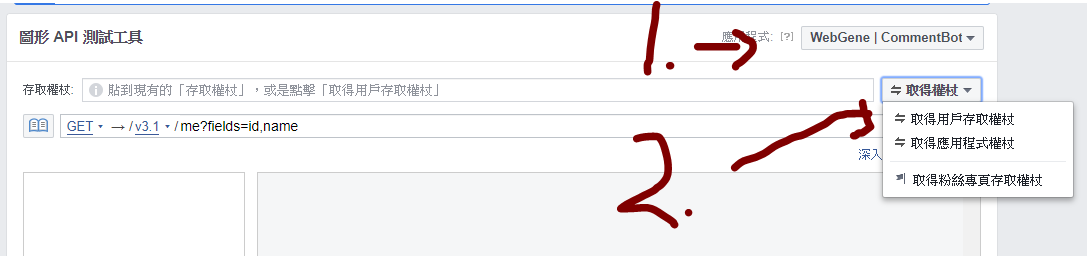 圖形 API 測試工具
1.
應用程式: [?] WebGene | CommentBot
存取權杖: 貼到現有的「存取權杖」，或是點擊「取得用戶存取權杖」 取得權杖
GET → / v3.1 / me?fields=id,name
取得用戶存取權杖
取得應用程式權杖
深入
取得粉絲專頁存取權杖
2.